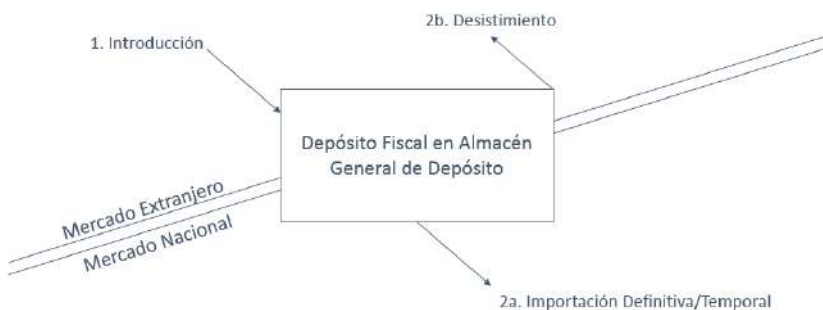 2b. Desistimiento
1. Introducción
Depósito Fiscal en Almacén
General de Depósito
Mercado Extranjero
Mercado Nacional
2a. Importación Definitiva/Temporal